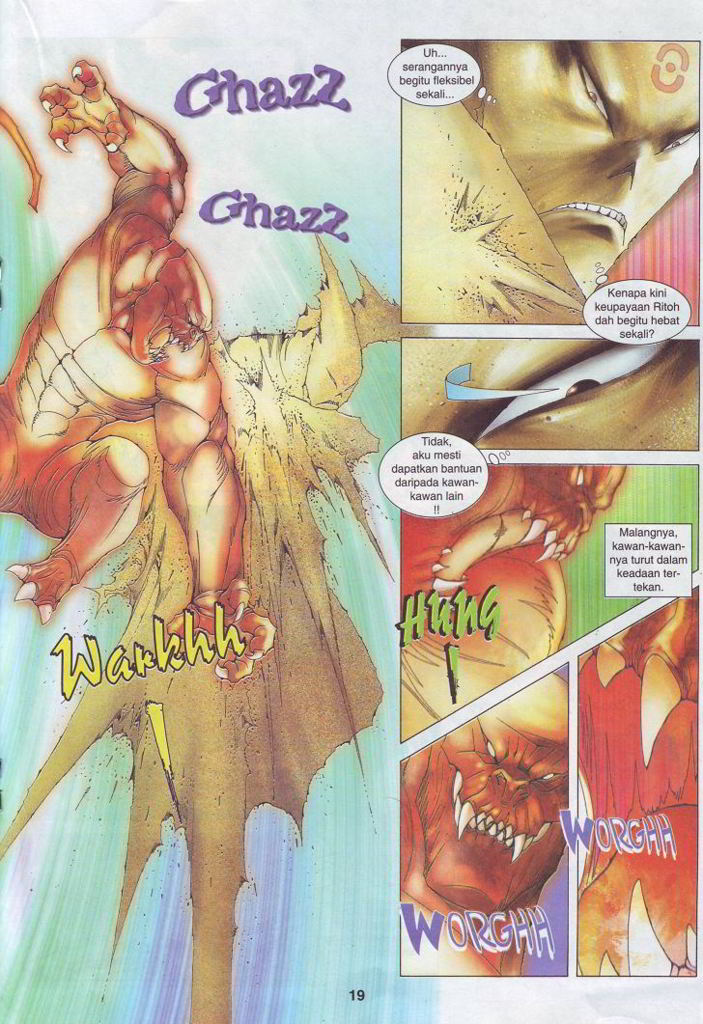 Ghazz
Ghazz
Warkhh
!
Uh...
serangannya
begitu fleksibel
sekali...
Kenapa kini
keupayaan Ritoh
dah begitu hebat
sekali?
Tidak,
aku mesti
dapatkan bantuan
daripada kawan-
kawan lain
!!
Malangnya,
kawan-kawan-
nya turut dalam
keadaan ter-
tekan.
HUNG
!
WORGHH
WORGHH
19